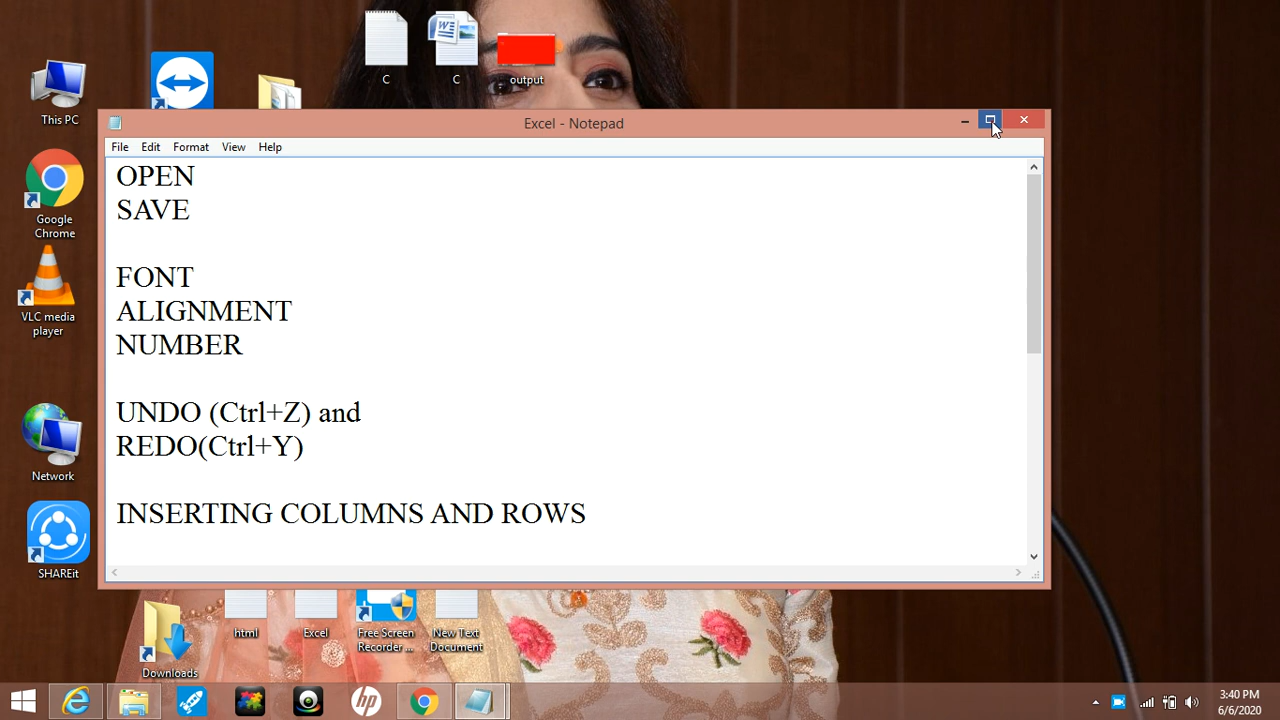 C
C
output
This PC
Excel - Notepad
File Edit Format View Help
OPEN
SAVE
FONT
ALIGNMENT
NUMBER
UNDO (Ctrl+Z) and
REDO(Ctrl+Y)
INSERTING COLUMNS AND ROWS
Google
Chrome
VLC media
player
Network
SHAREit
html
Excel
Free Screen
Recorder ...
New Text
Document
Downloads
hp
3:40 PM
6/6/2020